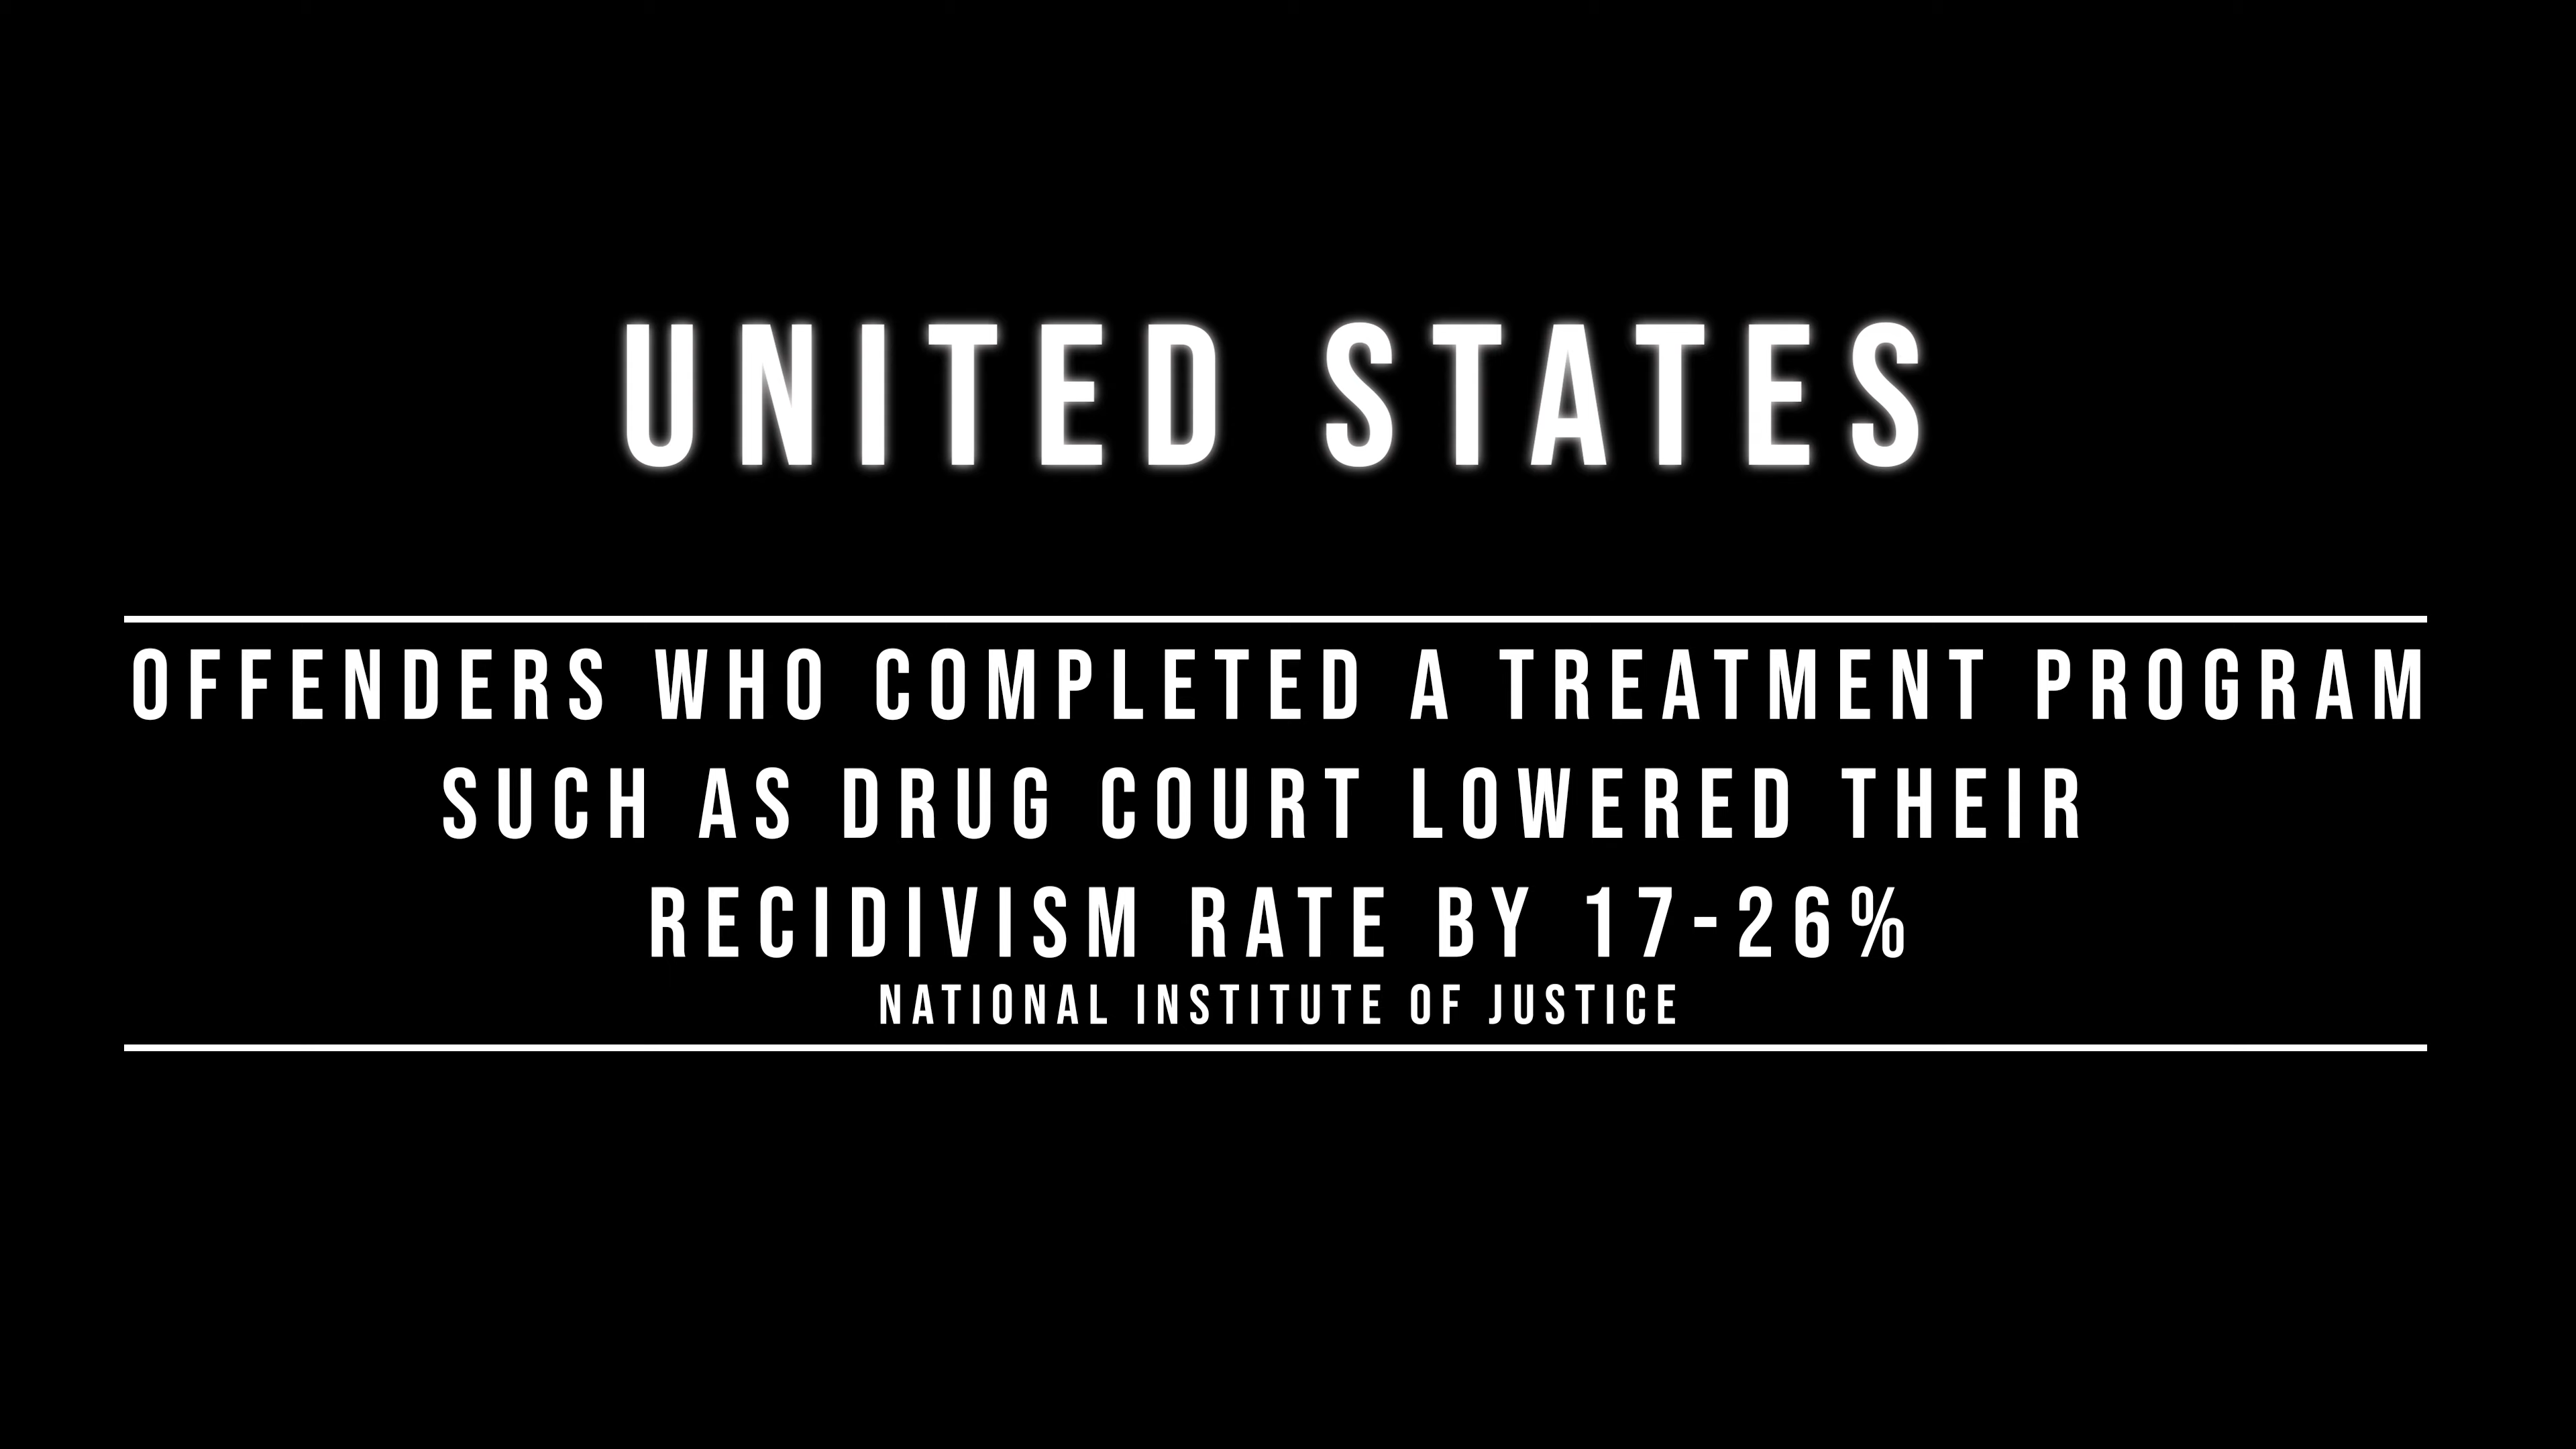 UNITED STATES
OFFENDERS WHO COMPLETED A TREATMENT PROGRAM
SUCH AS DRUG COURT LOWERED THEIR
RECIDIVISM RATE BY 17-26%
NATIONAL INSTITUTE OF JUSTICE